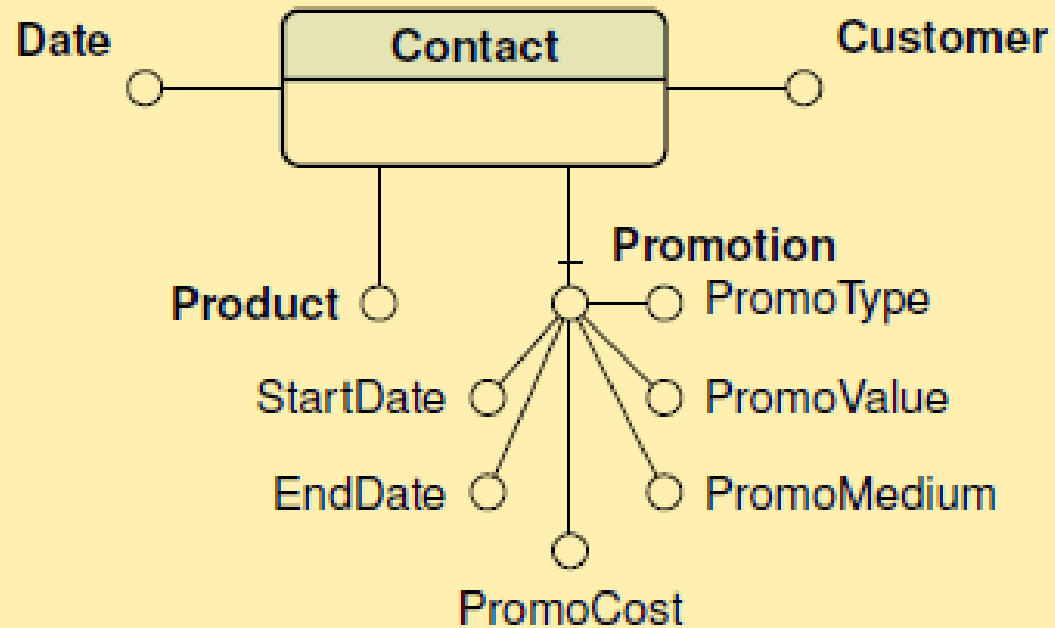 Date
Contact
Customer
Promotion
Product
PromoType
StartDate
PromoValue
EndDate
PromoMedium
PromoCost